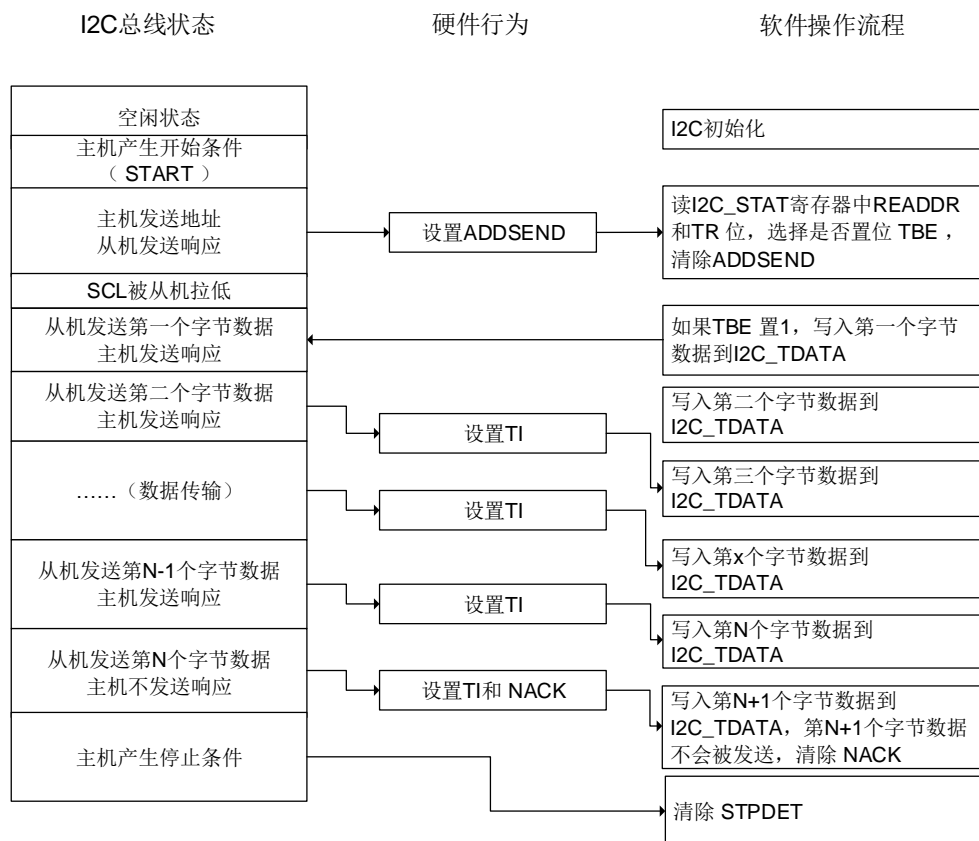 I2C总线状态
硬件行为
软件操作流程
空闲状态
I2C初始化
主机产生开始条件
（ START ）
主机发送地址
从机发送响应
设置ADDSEND
读I2C_STAT寄存器中READDR
和TR 位，选择是否置位 TBE ，
清除ADDSEND
SCL被从机拉低
从机发送第一个字节数据
主机发送响应
如果TBE 置1，写入第一个字节
数据到I2C_TDATA
从机发送第二个字节数据
主机发送响应
设置TI
写入第二个字节数据到
I2C_TDATA
写入第三个字节数据到
I2C_TDATA
……（数据传输）
设置TI
写入第x个字节数据到
I2C_TDATA
从机发送第N-1个字节数据
主机发送响应
设置TI
写入第N个字节数据到
I2C_TDATA
从机发送第N个字节数据
主机不发送响应
设置TI和 NACK
写入第N+1个字节数据到
I2C_TDATA，第N+1个字节数据
不会被发送，清除 NACK
主机产生停止条件
清除 STPDET